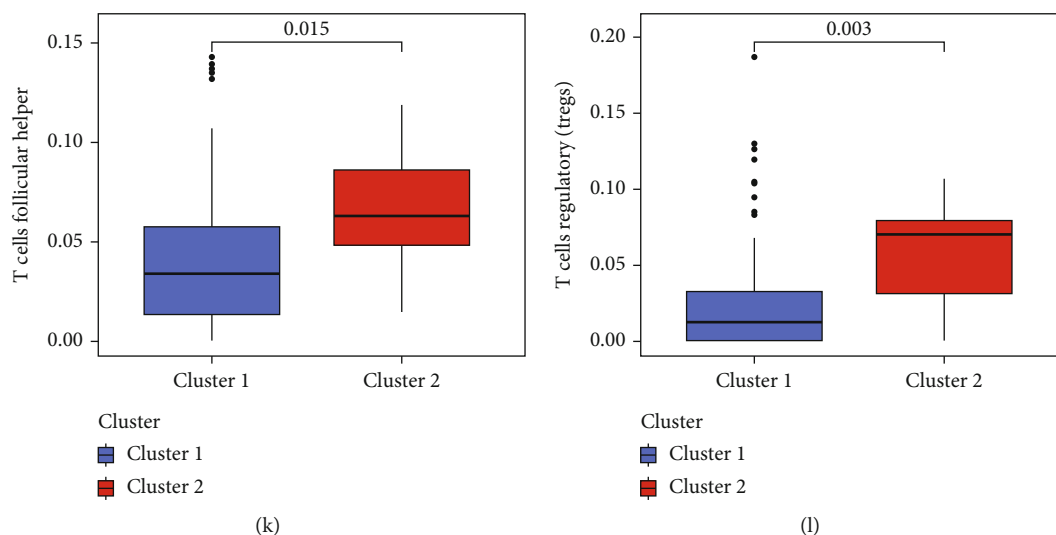 0.015
0.15
0.10
0.05
0.00
T cells follicular helper
Cluster 1
Cluster 2
Cluster
Cluster 1
Cluster 2
(k)
0.003
0.20
0.15
0.10
0.05
0.00
T cells regulatory (tregs)
Cluster 1
Cluster 2
Cluster
Cluster 1
Cluster 2
(l)